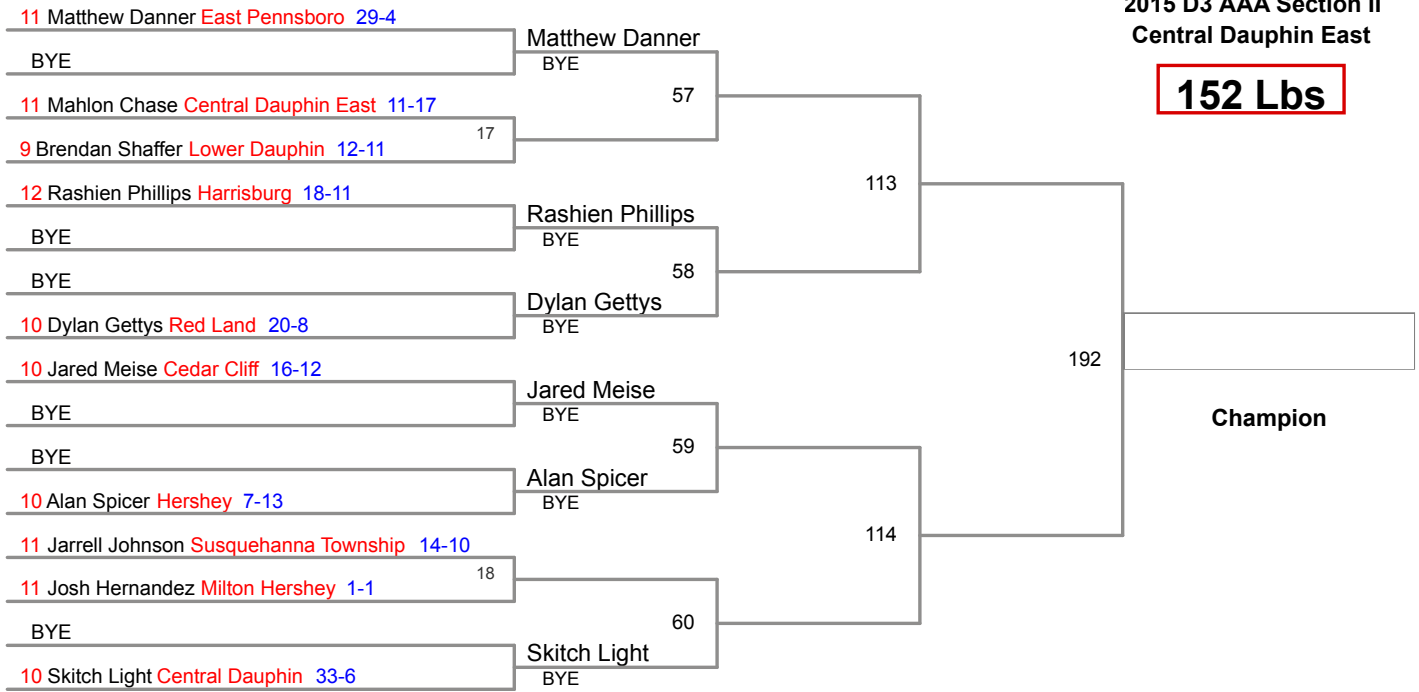 2015 D3 AAA Section II
Central Dauphin East
152 Lbs
11 Matthew Danner East Pennsboro 29-4
BYE
11 Mahlon Chase Central Dauphin East 11-17
17
9 Brendan Shaffer Lower Dauphin 12-11
12 Rashien Phillips Harrisburg 18-11
BYE
BYE
10 Dylan Gettys Red Land 20-8
10 Jared Meise Cedar Cliff 16-12
BYE
BYE
10 Alan Spicer Hershey 7-13
11 Jarrell Johnson Susquehanna Township 14-10
18
11 Josh Hernandez Milton Hershey 1-1
BYE
10 Skitch Light Central Dauphin 33-6
Matthew Danner
BYE
57
Rashien Phillips
BYE
58
Dylan Gettys
BYE
Jared Meise
BYE
59
Alan Spicer
BYE
60
Skitch Light
BYE
113
114
192
Champion